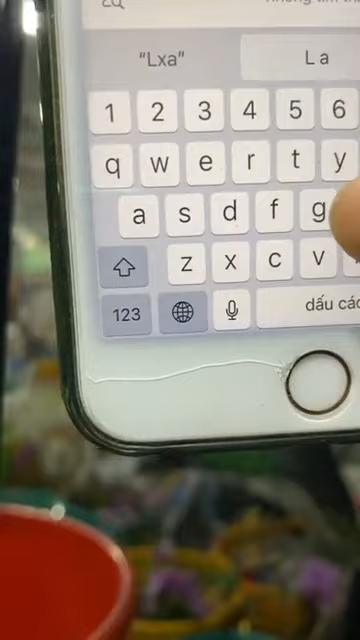 “Lxa” La
1 2 3 4 5 6
q w e r t y
a s d f g
z x c v
123 dấu các